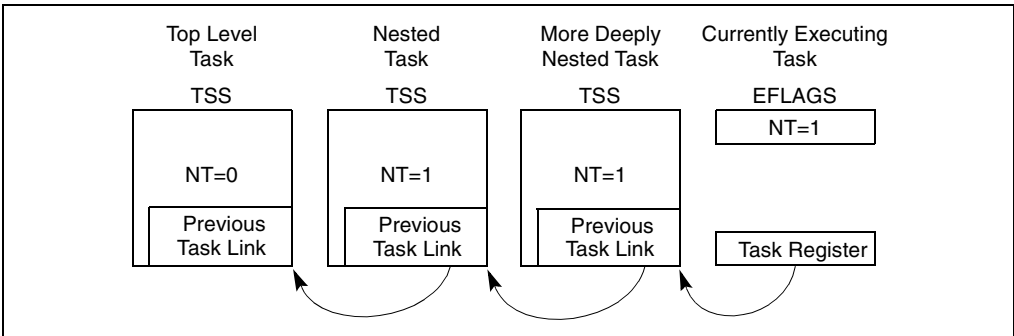 Top Level
Task
Nested
Task
More Deeply
Nested Task
Currently Executing
Task
TSS
TSS
TSS
EFLAGS
NT=1
NT=0
NT=1
NT=1
Previous
Task Link
Previous
Task Link
Previous
Task Link
Task Register